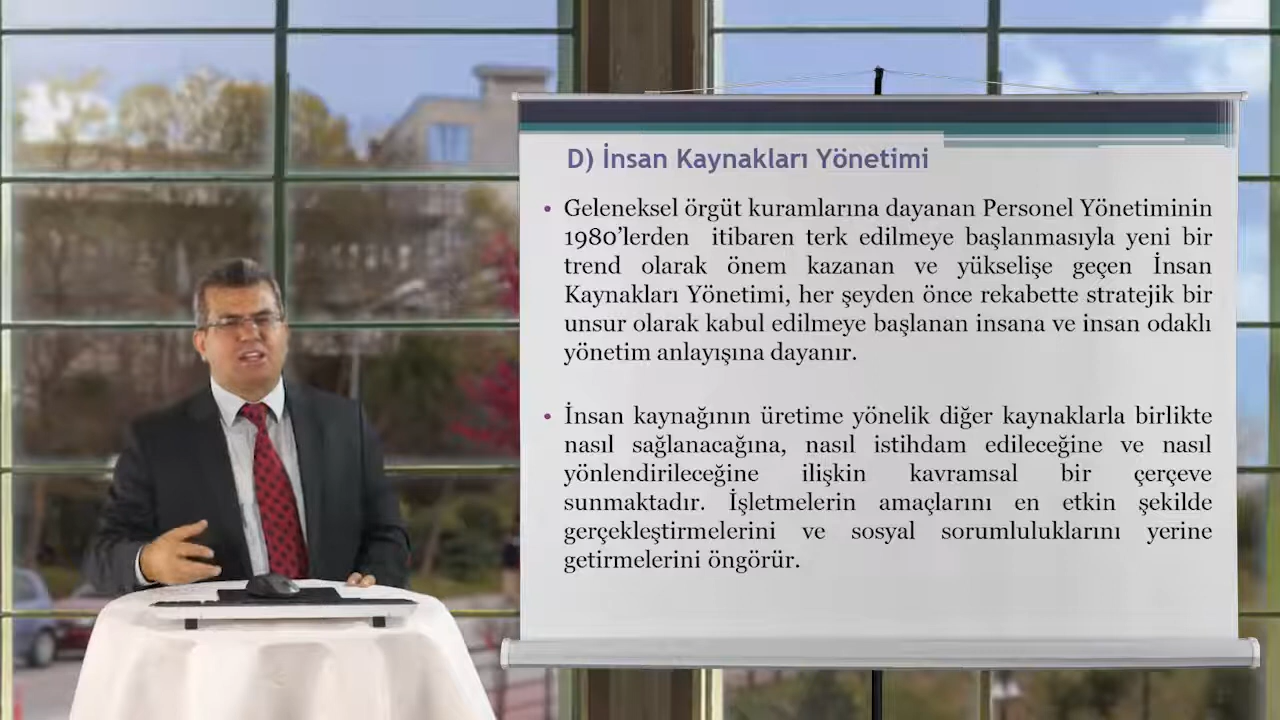 D) İnsan Kaynakları Yönetimi
• Geleneksel örgüt kuramlarına dayanan Personel Yönetiminin
1980’lerden itibaren terk edilmeye başlanmasıyla yeni bir
trend olarak önem kazanan ve yükselişe geçen İnsan
Kaynakları Yönetimi, her şeyden önce rekabette stratejik bir
unsur olarak kabul edilmeye başlanan insana ve insan odaklı
yönetim anlayışına dayanır.
• İnsan kaynağının üretime yönelik diğer kaynaklarla birlikte
nasıl sağlanacağına, nasıl istihdam edileceğine ve nasıl
yönlendirileceğine ilişkin kavramsal bir çerçeve
sunmaktadır. İşletmelerin amaçlarını en etkin şekilde
gerçekleştirmelerini ve sosyal sorumluluklarını yerine
getirmelerini öngörür.